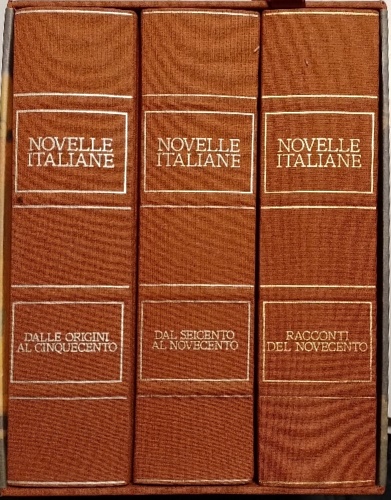 NOVELLE
ITALIANE
DALLE ORIGINI
AL CINQUECENTO
NOVELLE
ITALIANE
DAL SEICENTO
AL NOVECENTO
NOVELLE
ITALIANE
RACCONTI
DEL NOVECENTO